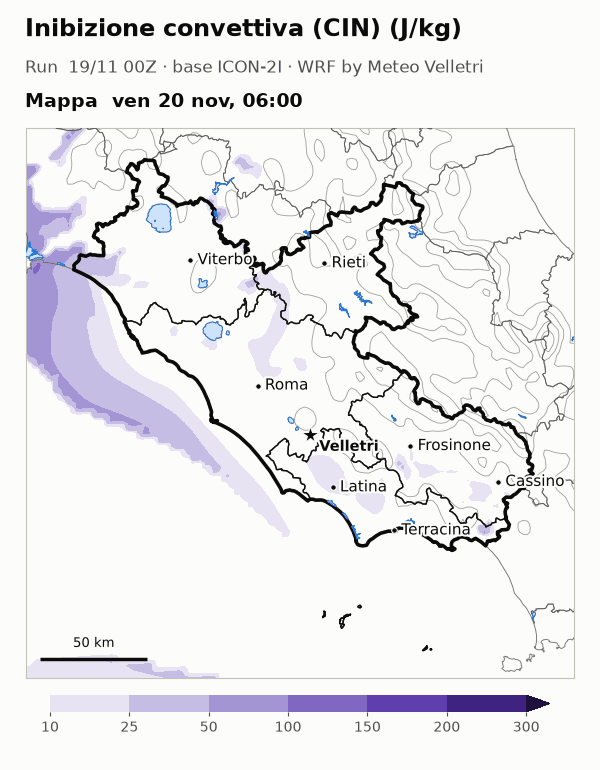 Inibizione convettiva (CIN) (J/kg)
Run  19/11 00Z · base ICON-2I · WRF by Meteo Velletri
Mappa  ven 20 nov, 06:00
Viterbo
Rieti
Roma
Velletri
Frosinone
Latina
Cassino
Terracina
50 km
10 25 50 100 150 200 300